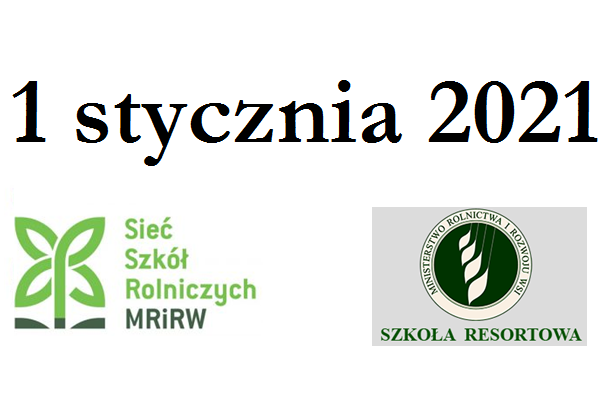 1 stycznia 2021
Sieć
Szkół
Rolniczych
MRiRW
MINISTERSTWO ROLNICTWA I ROZWOJU WSI
SZKOŁA RESORTOWA